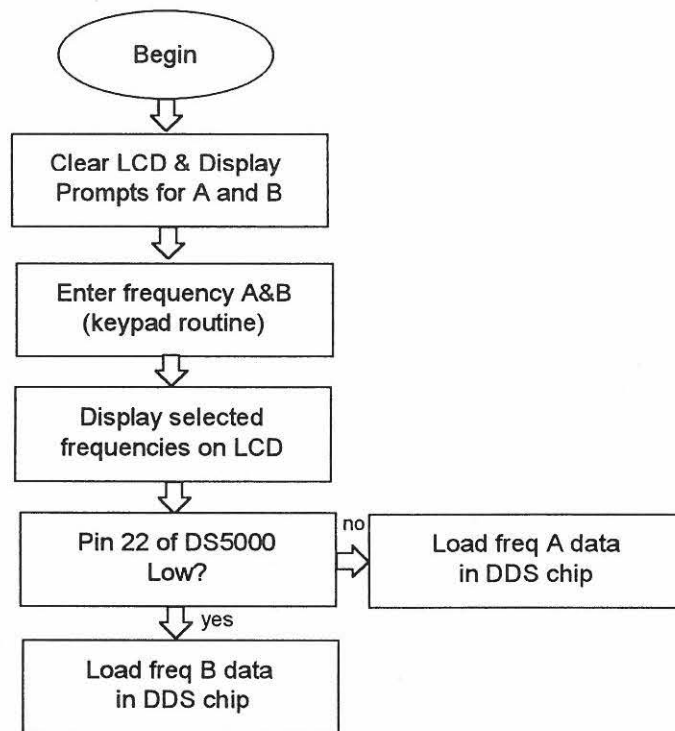 Begin
Clear LCD & Display
Prompts for A and B
Enter frequency A&B
(keypad routine)
Display selected
frequencies on LCD
Pin 22 of DS5000
Low?
no
Load freq A data
in DDS chip
yes
Load freq B data
in DDS chip